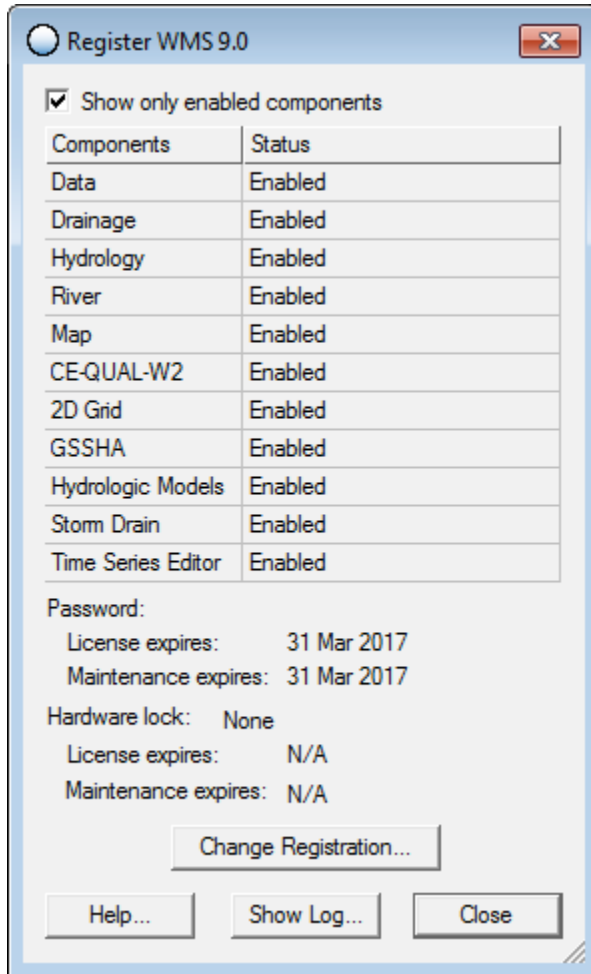 Register WMS 9.0
Show only enabled components
Components Status
Data Enabled
Drainage Enabled
Hydrology Enabled
River Enabled
Map Enabled
CE-QUAL-W2 Enabled
2D Grid Enabled
GSSHA Enabled
Hydrologic Models Enabled
Storm Drain Enabled
Time Series Editor Enabled
Password:
License expires: 31 Mar 2017
Maintenance expires: 31 Mar 2017
Hardware lock: None
License expires: N/A
Maintenance expires: N/A
Change Registration...
Help... Show Log... Close